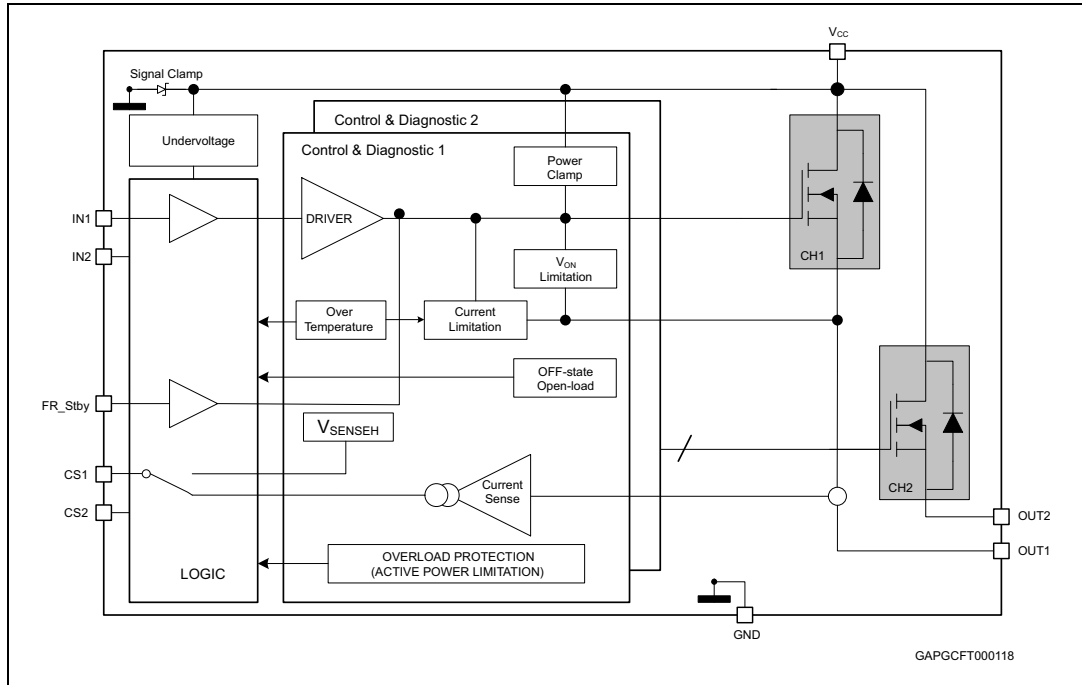 VCC
Signal Clamp
Control & Diagnostic 2
Undervoltage
Control & Diagnostic 1
Power
Clamp
IN1
DRIVER
IN2
VON
Limitation
CH1
Over
Temperature
Current
Limitation
OFF-state
Open-load
FR_Stby
VSENSEH
CS1
Current
Sense
CH2
CS2
OUT2
OVERLOAD PROTECTION
(ACTIVE POWER LIMITATION)
OUT1
LOGIC
GND
GAPGCFT000118